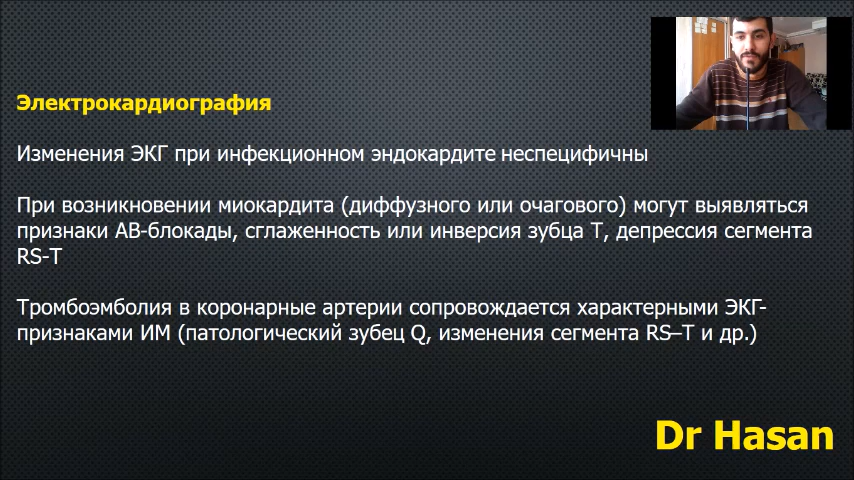 Электрокардиография
Изменения ЭКГ при инфекционном эндокардите неспецифичны
При возникновении миокардита (диффузного или очагового) могут выявляться
признаки АВ-блокады, сглаженность или инверсия зубца Т, депрессия сегмента
RS-T
Тромбоэмболия в коронарные артерии сопровождается характерными ЭКГ-
признаками ИМ (патологический зубец Q, изменения сегмента RS–T и др.)
Dr Hasan